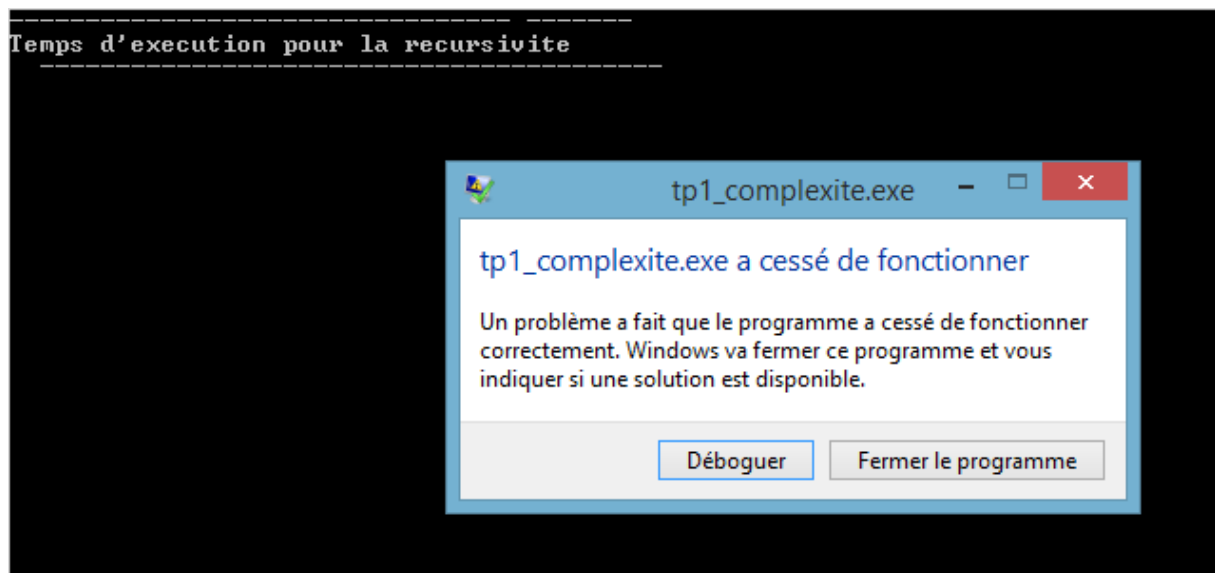 Temps d'execution pour la recursivite
tp1_complexite.exe
tp1_complexite.exe a cessé de fonctionner
Un problème a fait que le programme a cessé de fonctionner
correctement. Windows va fermer ce programme et vous
indiquer si une solution est disponible.
Déboguer
Fermer le programme